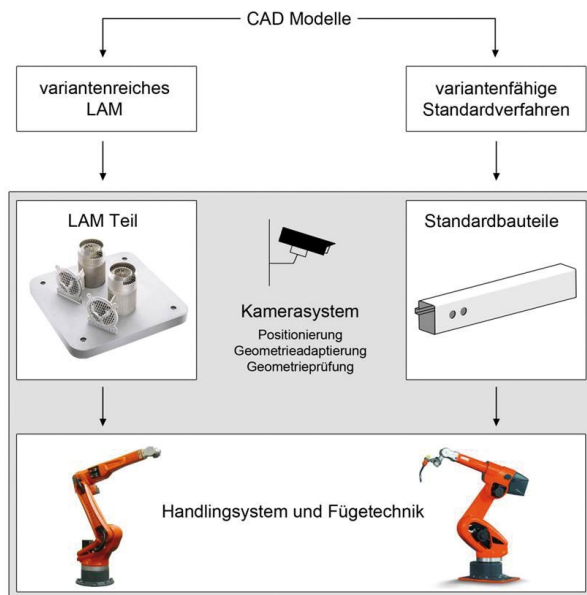 CAD Modelle
variantenreiches
LAM
variantenfähige
Standardverfahren
LAM Teil
Kamerasystem
Positionierung
Geometrieadaptierung
Geometrieprüfung
Standardbauteile
Handlingsystem und Fügetechnik